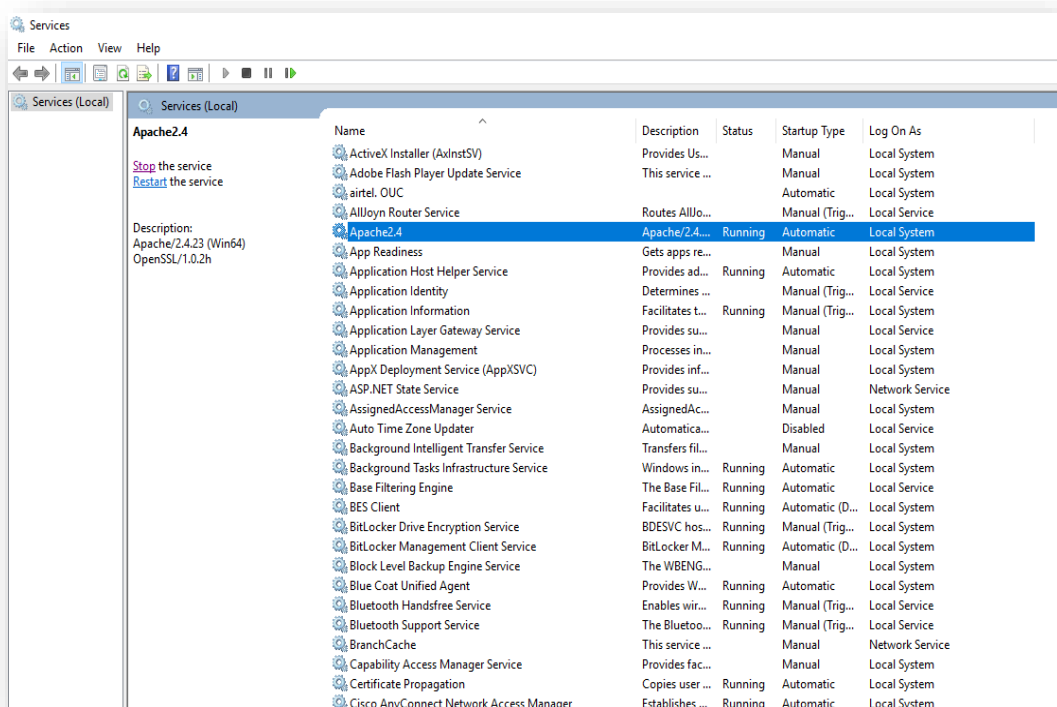 Services
File Action View Help
Services (Local)
Services (Local)
Apache2.4
Stop the service
Restart the service
Description:
Apache/2.4.23 (Win64)
OpenSSL/1.0.2h
Name Description Status Startup Type Log On As
ActiveX Installer (AxInstSV) Provides Us... Manual Local System
Adobe Flash Player Update Service This service ... Manual Local System
airtel. OUC Automatic Local System
AllJoyn Router Service Routes AllJo... Manual (Trig... Local Service
Apache2.4 Apache/2.4.... Running Automatic Local System
App Readiness Gets apps re... Manual Local System
Application Host Helper Service Provides ad... Running Automatic Local System
Application Identity Determines ... Manual (Trig... Local Service
Application Information Facilitates t... Running Manual (Trig... Local System
Application Layer Gateway Service Provides su... Manual Local Service
Application Management Processes in... Manual Local System
AppX Deployment Service (AppXSVC) Provides inf... Manual Local System
ASP.NET State Service Provides su... Manual Network Service
AssignedAccessManager Service AssignedAc... Manual Local System
Auto Time Zone Updater Automatica... Disabled Local Service
Background Intelligent Transfer Service Transfers fil... Manual Local System
Background Tasks Infrastructure Service Windows in... Running Automatic Local System
Base Filtering Engine The Base Fil... Running Automatic Local Service
BES Client Facilitates u... Running Automatic (D... Local System
BitLocker Drive Encryption Service BDESVC hos... Running Manual (Trig... Local System
BitLocker Management Client Service BitLocker M... Running Automatic (D... Local System
Block Level Backup Engine Service The WBENG... Manual Local System
Blue Coat Unified Agent Provides W... Running Automatic Local System
Bluetooth Handsfree Service Enables wir... Running Manual (Trig... Local Service
Bluetooth Support Service The Bluetoo... Running Manual (Trig... Local Service
BranchCache This service ... Manual Network Service
Capability Access Manager Service Provides fac... Manual Local System
Certificate Propagation Copies user ... Running Automatic Local System
Cisco AnyConnect Network Access Manager Establishes ... Running Automatic Local System